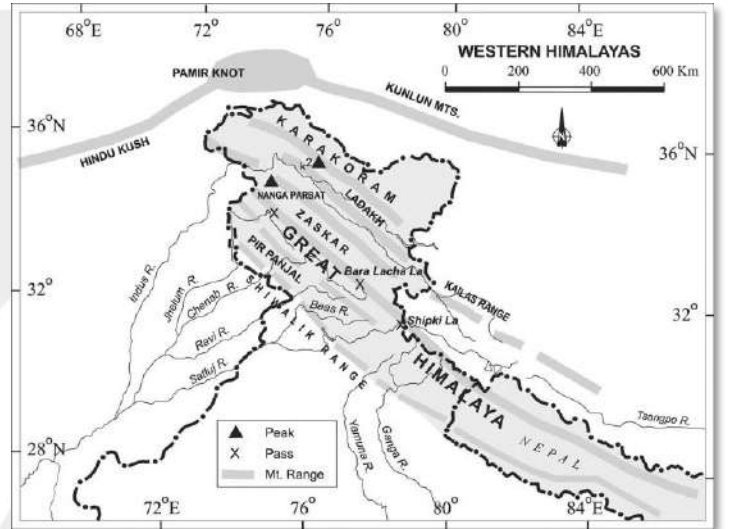 68°E 72°E 76°E 80°E 84°E
WESTERN HIMALAYAS
0 200 400 600 Km
PAMIR KNOT
KUNLUN MTS.
HINDU KUSH
N
36°N
36°N
KARAKORAM
K2
LADAKH
NANGA PARBAT
ZASKAR
GREAT
PIR PANJAL
Bara Lacha La
KAILAS RANGE
SHIWALIK RANGE
Indus R.
Jhelum R.
Chenab R.
Ravi R.
Satluj R.
Beas R.
Shipki La
32°
32°
HIMALAYA
NEPAL
Tsangpo R.
Yamuna R.
Ganga R.
28°N
28°
Peak
Pass
Mt. Range
72°E 76° 80°E 84°E